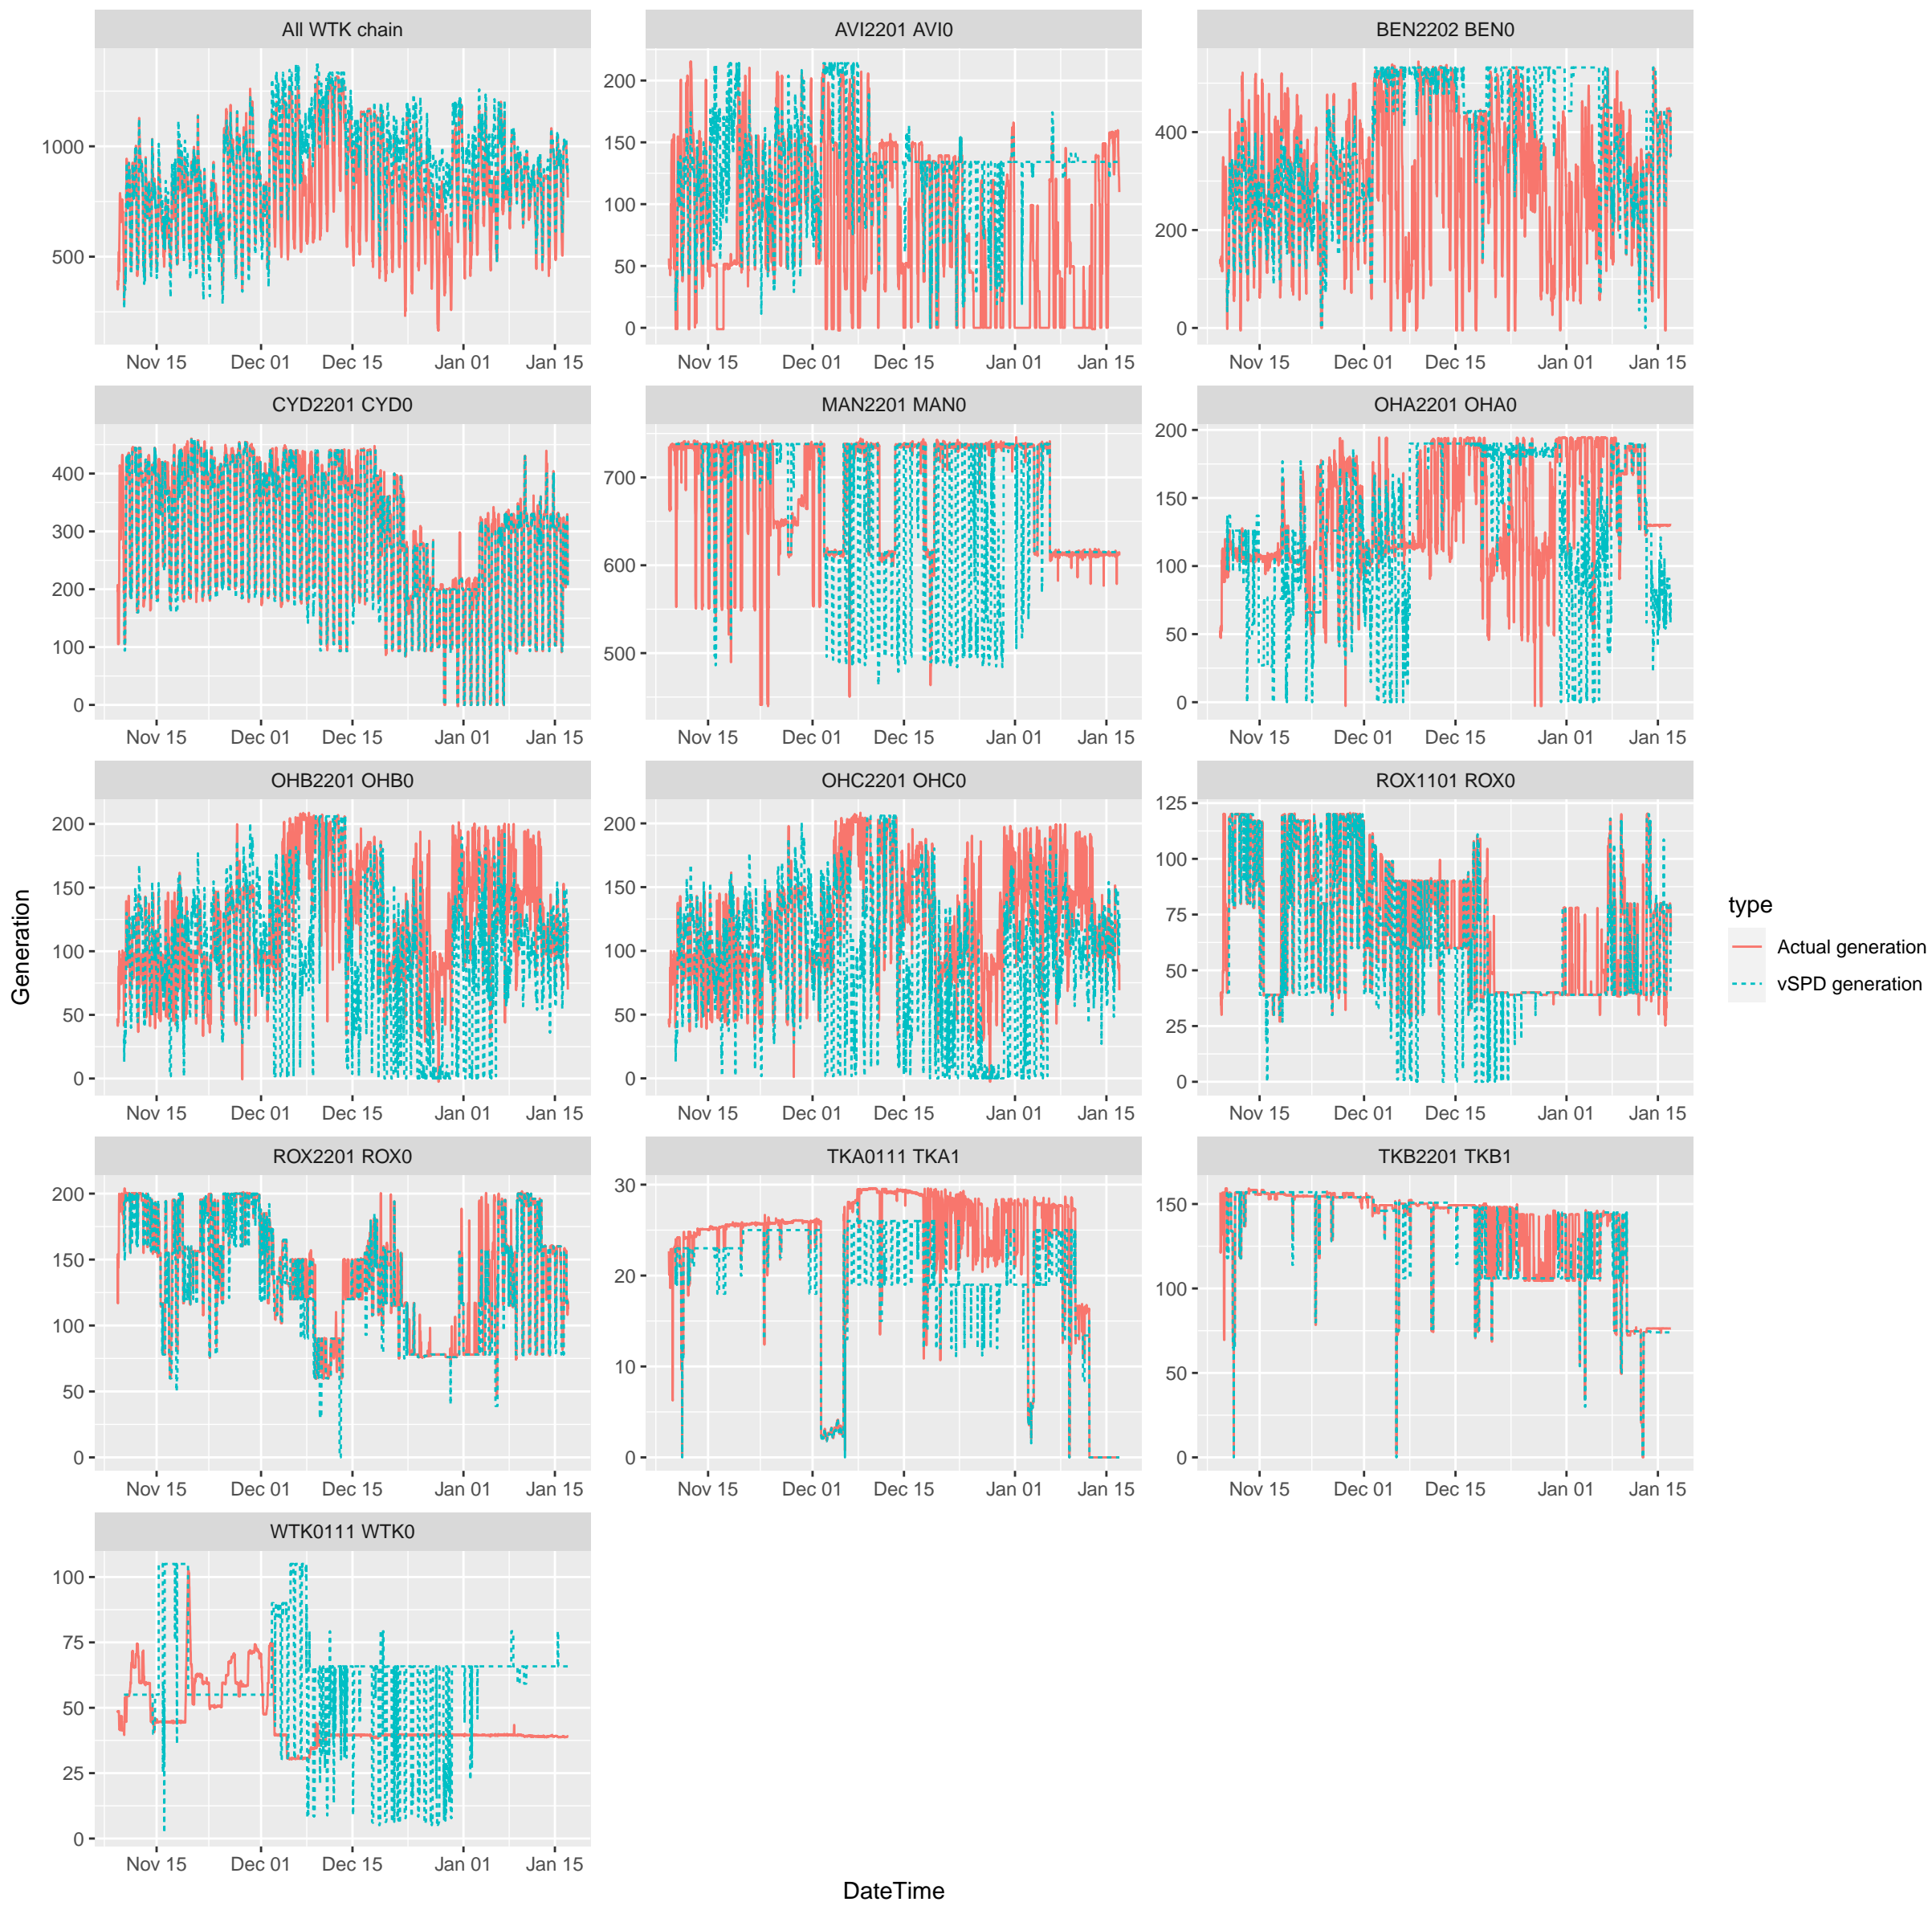 All WTK chain
AVI2201 AVI0
BEN2202 BEN0
1000
500
200
150
100
50
0
400
200
0
Nov 15 Dec 01 Dec 15 Jan 01 Jan 15
Nov 15 Dec 01 Dec 15 Jan 01 Jan 15
Nov 15 Dec 01 Dec 15 Jan 01 Jan 15
CYD2201 CYD0
MAN2201 MAN0
OHA2201 OHA0
400
300
200
100
0
700
600
500
200
150
100
50
0
Nov 15 Dec 01 Dec 15 Jan 01 Jan 15
Nov 15 Dec 01 Dec 15 Jan 01 Jan 15
Nov 15 Dec 01 Dec 15 Jan 01 Jan 15
OHB2201 OHB0
OHC2201 OHC0
ROX1101 ROX0
200
150
100
50
0
200
150
100
50
0
125
100
75
50
25
0
Nov 15 Dec 01 Dec 15 Jan 01 Jan 15
Nov 15 Dec 01 Dec 15 Jan 01 Jan 15
Nov 15 Dec 01 Dec 15 Jan 01 Jan 15
Generation
type
Actual generation
vSPD generation
ROX2201 ROX0
TKA0111 TKA1
TKB2201 TKB1
200
150
100
50
0
30
20
10
0
150
100
50
0
Nov 15 Dec 01 Dec 15 Jan 01 Jan 15
Nov 15 Dec 01 Dec 15 Jan 01 Jan 15
Nov 15 Dec 01 Dec 15 Jan 01 Jan 15
WTK0111 WTK0
100
75
50
25
0
Nov 15 Dec 01 Dec 15 Jan 01 Jan 15
DateTime